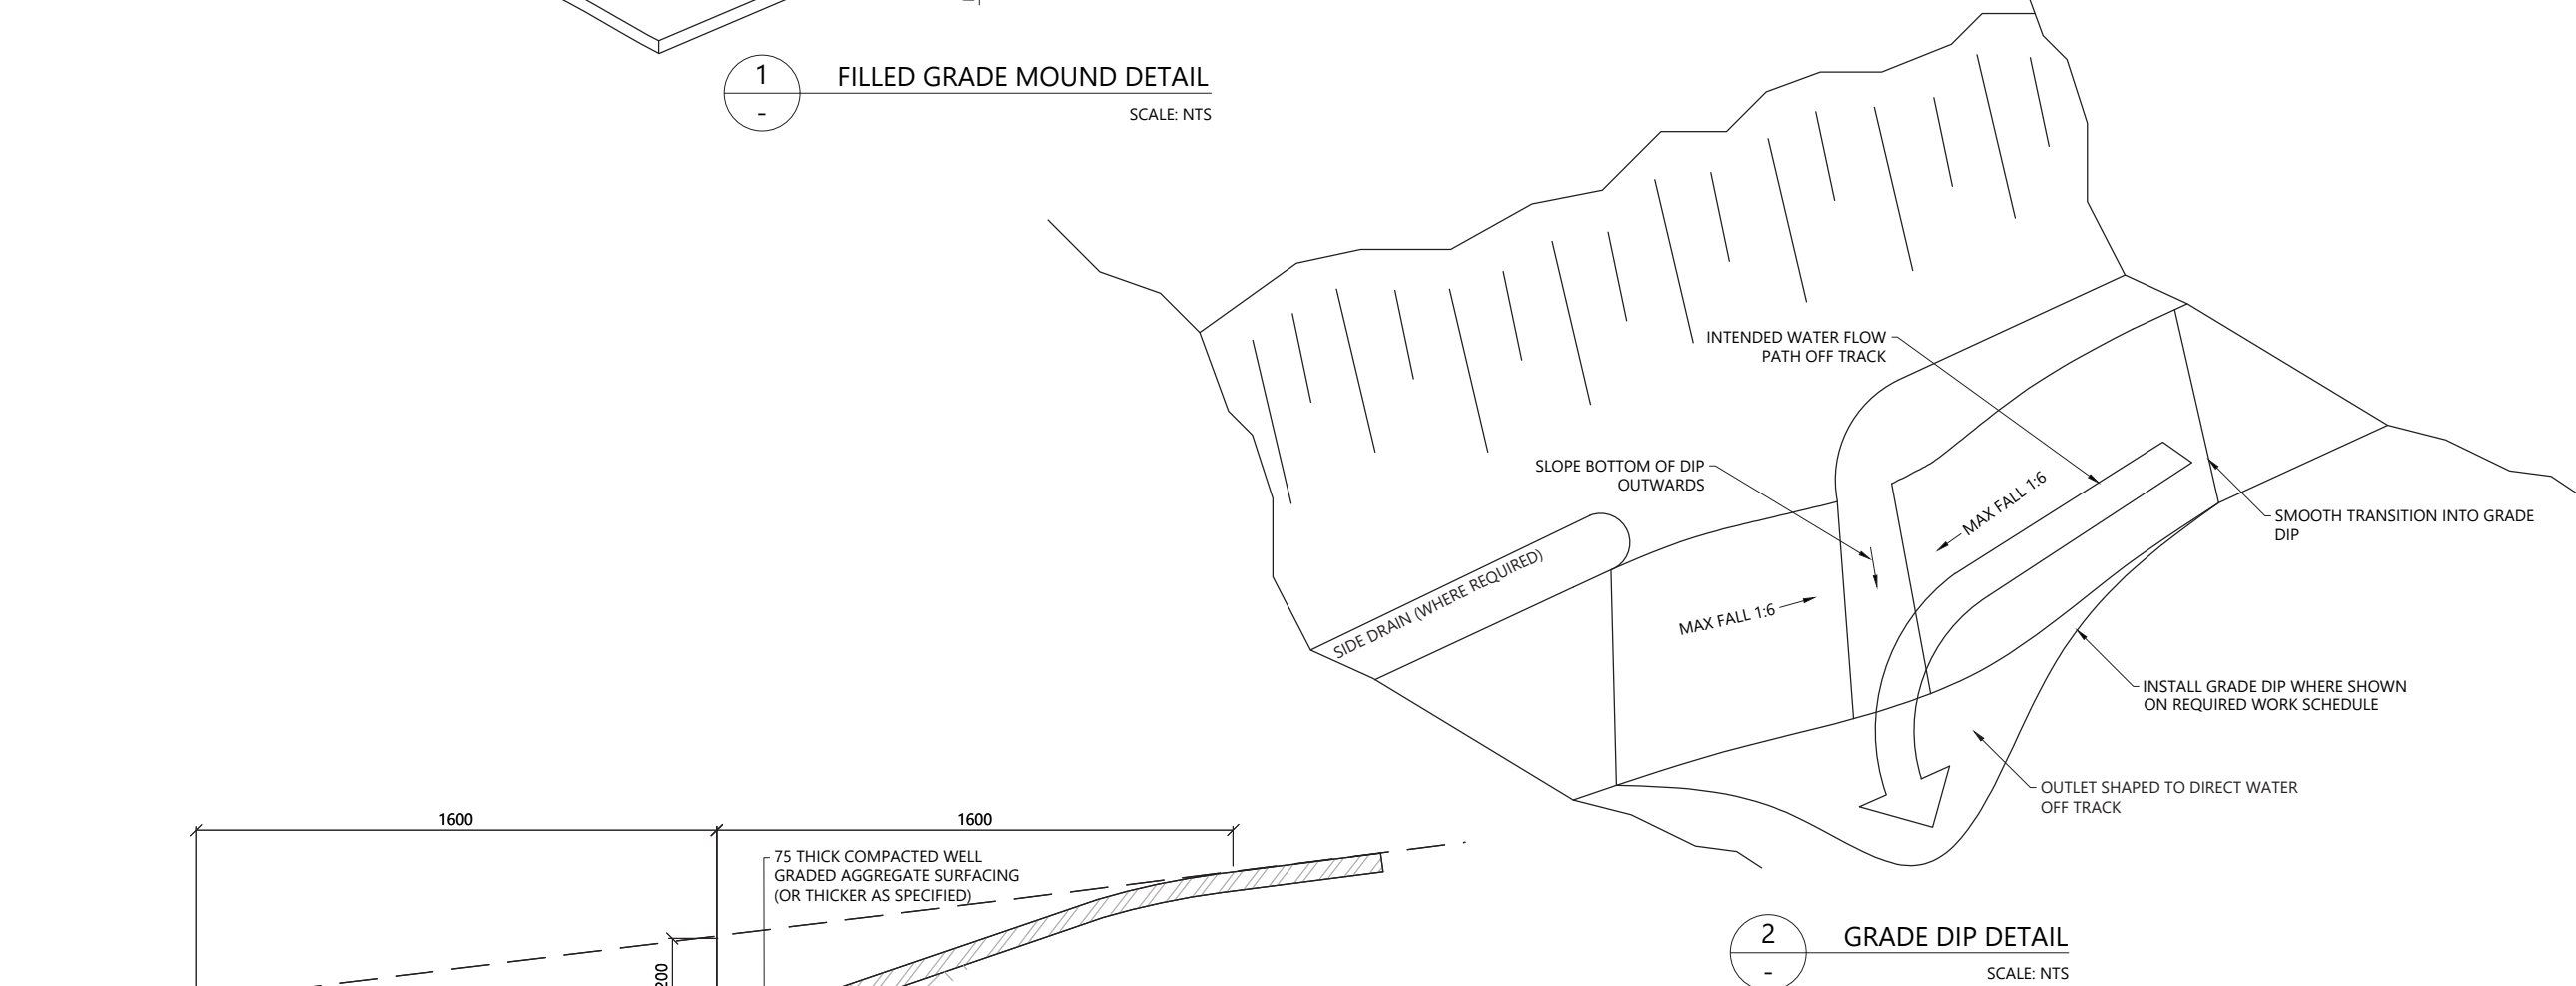 1
FILLED GRADE MOUND DETAIL
-
SCALE: NTS
INTENDED WATER FLOW
PATH OFF TRACK
SLOPE BOTTOM OF DIP
OUTWARDS
MAX FALL 1:6
SMOOTH TRANSITION INTO GRADE
DIP
SIDE DRAIN (WHERE REQUIRED)
MAX FALL 1:6
INSTALL GRADE DIP WHERE SHOWN
ON REQUIRED WORK SCHEDULE
OUTLET SHAPED TO DIRECT WATER
OFF TRACK
1600
1600
75 THICK COMPACTED WELL
GRADED AGGREGATE SURFACING
(OR THICKER AS SPECIFIED)
200
2
GRADE DIP DETAIL
-
SCALE: NTS